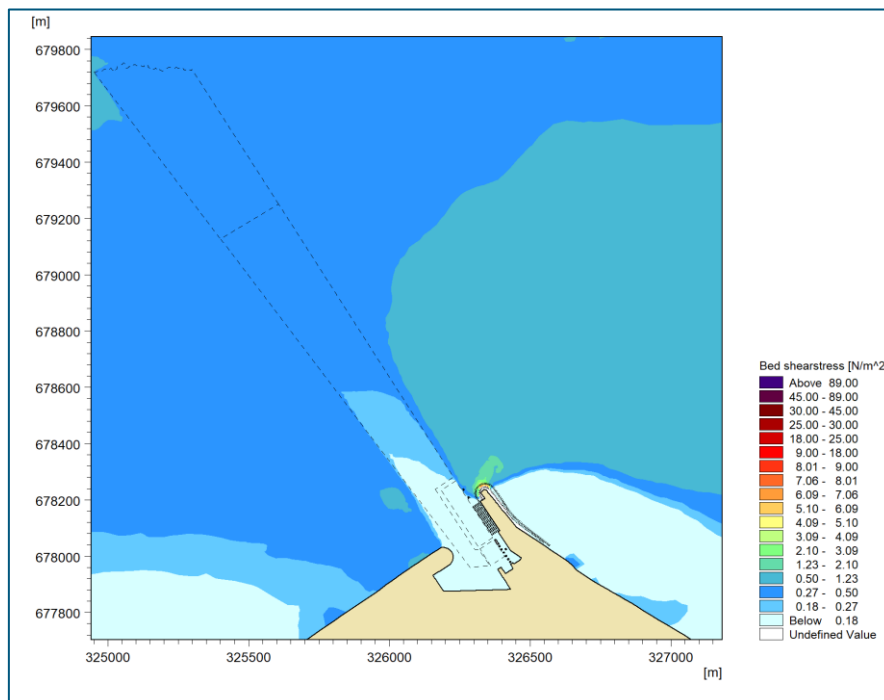 [m]
679800
679600
679400
679200
679000
678800
678600
678400
678200
678000
677800
325000 325500 326000 326500 327000
[m]
Bed shearstress [N/m^2
Above 89.00
45.00 - 89.00
30.00 - 45.00
25.00 - 30.00
18.00 - 25.00
9.00 - 18.00
8.01 - 9.00
7.06 - 8.01
6.09 - 7.06
5.10 - 6.09
4.09 - 5.10
3.09 - 4.09
2.10 - 3.09
1.23 - 2.10
0.50 - 1.23
0.27 - 0.50
0.18 - 0.27
Below 0.18
Undefined Value